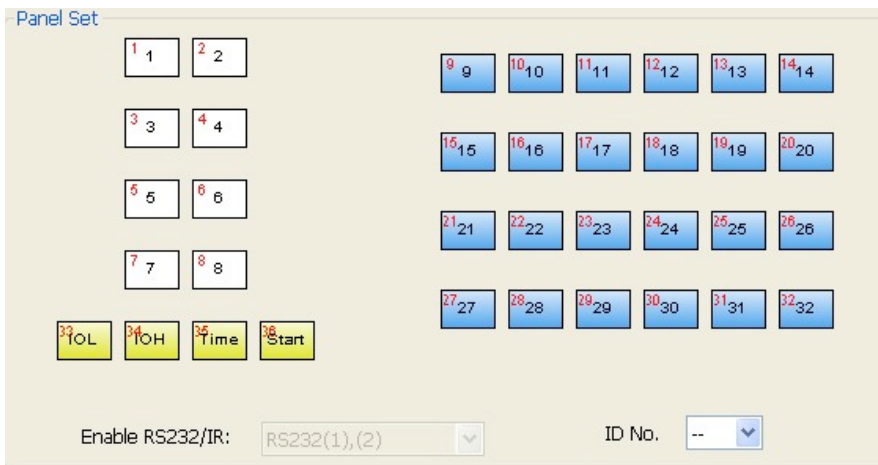 Panel Set
1 1 2 2
9 9 10 10 11 11 12 12 13 13 14 14
3 3 4 4
15 15 16 16 17 17 18 18 19 19 20 20
5 5 6 6
21 21 22 22 23 23 24 24 25 25 26 26
7 7 8 8
27 27 28 28 29 29 30 30 31 31 32 32
33 IOL 34 IOH 35 Time 36 Start
Enable RS232/IR: RS232(1),(2) ID No. --